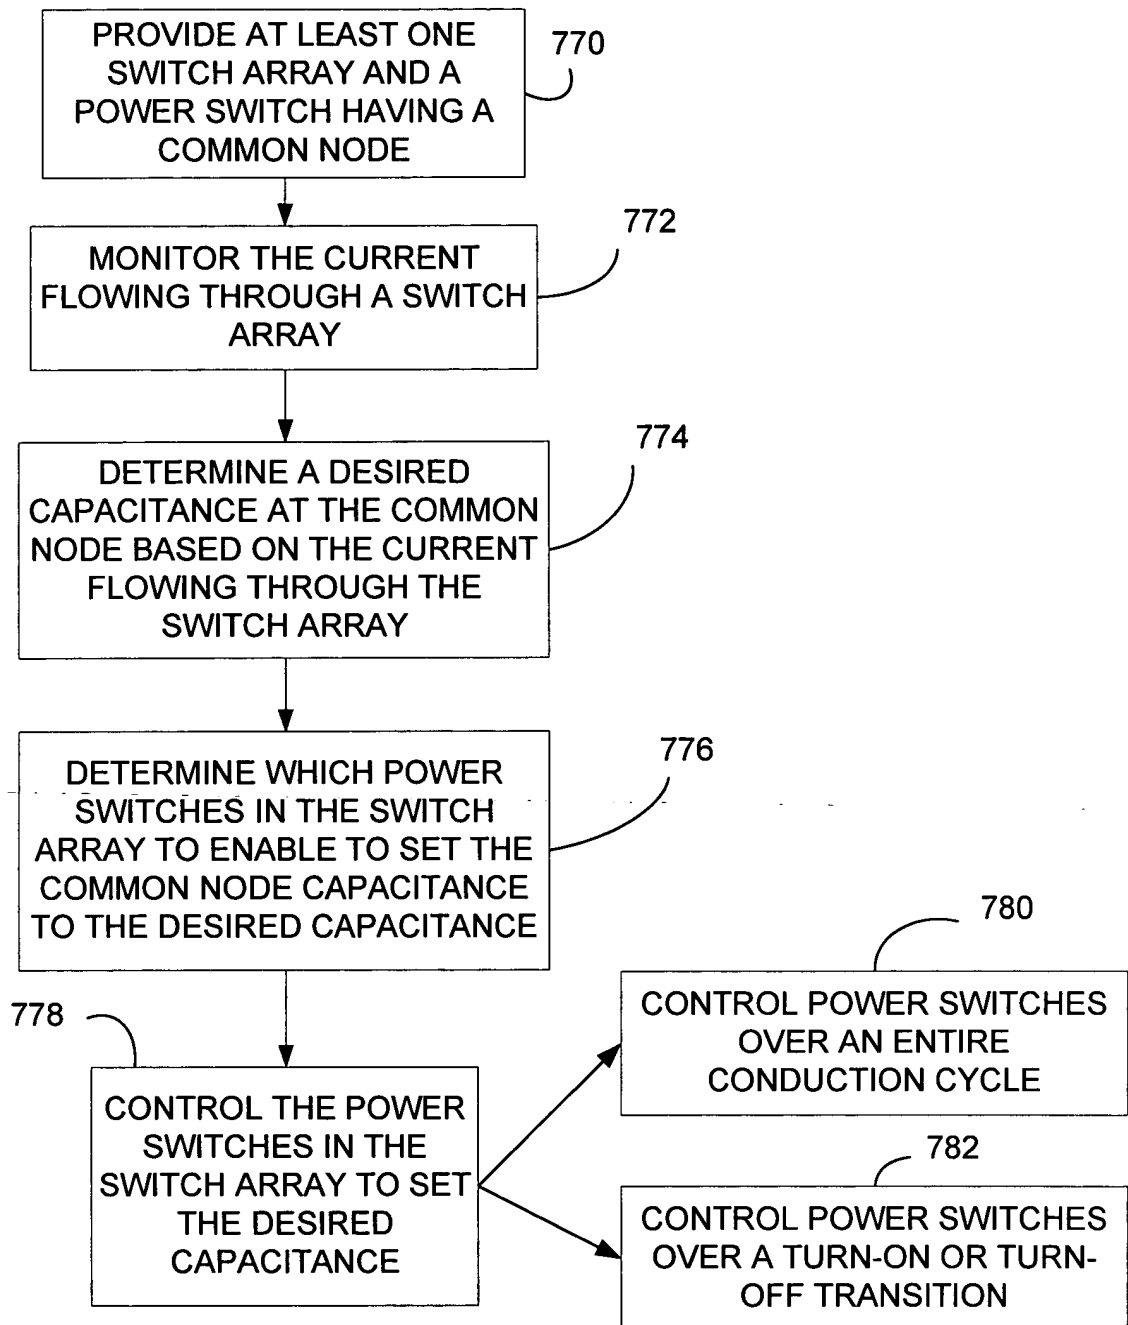 PROVIDE AT LEAST ONE
SWITCH ARRAY AND A
POWER SWITCH HAVING A
COMMON NODE
770
MONITOR THE CURRENT
FLOWING THROUGH A SWITCH
ARRAY
772
DETERMINE A DESIRED
CAPACITANCE AT THE COMMON
NODE BASED ON THE CURRENT
FLOWING THROUGH THE
SWITCH ARRAY
774
DETERMINE WHICH POWER
SWITCHES IN THE SWITCH
ARRAY TO ENABLE TO SET THE
COMMON NODE CAPACITANCE
TO THE DESIRED CAPACITANCE
776
778
CONTROL THE POWER
SWITCHES IN THE
SWITCH ARRAY TO SET
THE DESIRED
CAPACITANCE
780
CONTROL POWER SWITCHES
OVER AN ENTIRE
CONDUCTION CYCLE
782
CONTROL POWER SWITCHES
OVER A TURN-ON OR TURN-
OFF TRANSITION